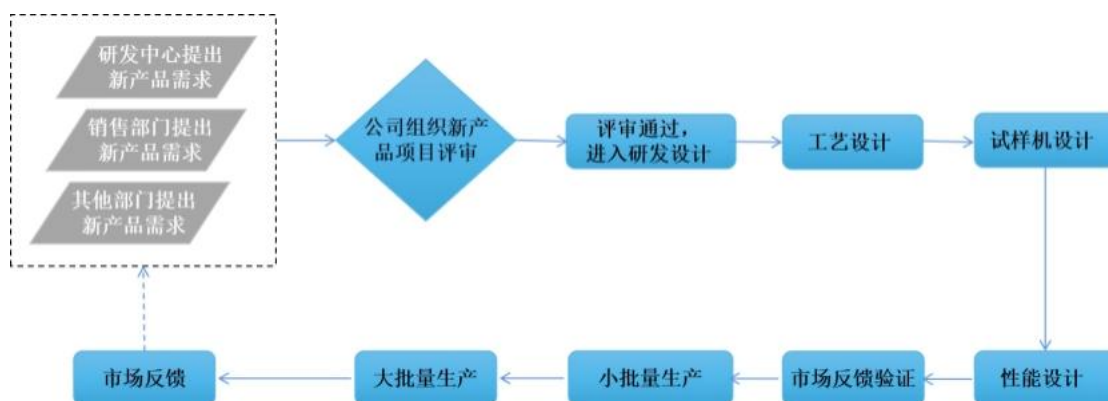 研发中心提出
新产品需求
销售部门提出
新产品需求
其他部门提出
新产品需求
公司组织新产
品项目评审
评审通过，
进入研发设计
工艺设计
试样机设计
性能设计
市场反馈验证
小批量生产
大批量生产
市场反馈